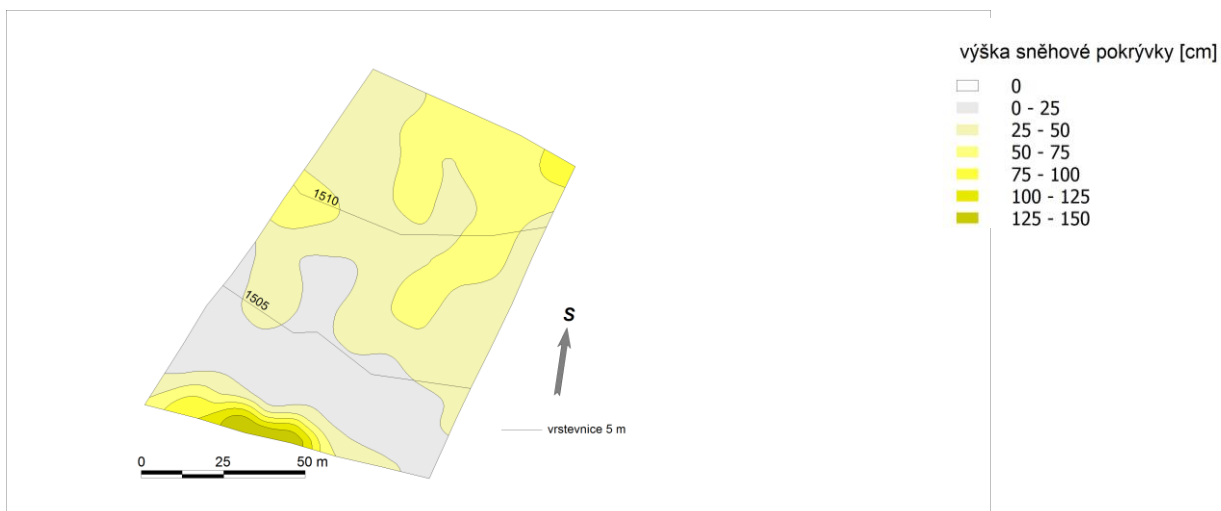 výška sněhové pokrývky [cm]
0
0 - 25
25 - 50
50 - 75
75 - 100
100 - 125
125 - 150
1510
1505
S
vrstevnice 5 m
0 25 50 m